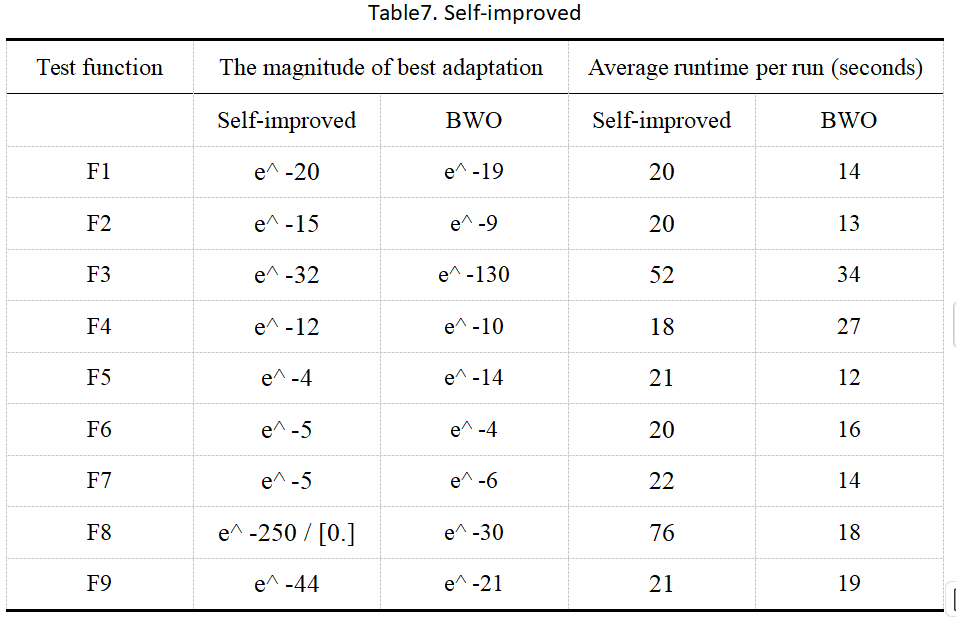 Table7. Self-improved
Test function The magnitude of best adaptation Average runtime per run (seconds)
Self-improved BWO Self-improved BWO
F1 e^ -20 e^ -19 20 14
F2 e^ -15 e^ -9 20 13
F3 e^ -32 e^ -130 52 34
F4 e^ -12 e^ -10 18 27
F5 e^ -4 e^ -14 21 12
F6 e^ -5 e^ -4 20 16
F7 e^ -5 e^ -6 22 14
F8 e^ -250 / [0.] e^ -30 76 18
F9 e^ -44 e^ -21 21 19